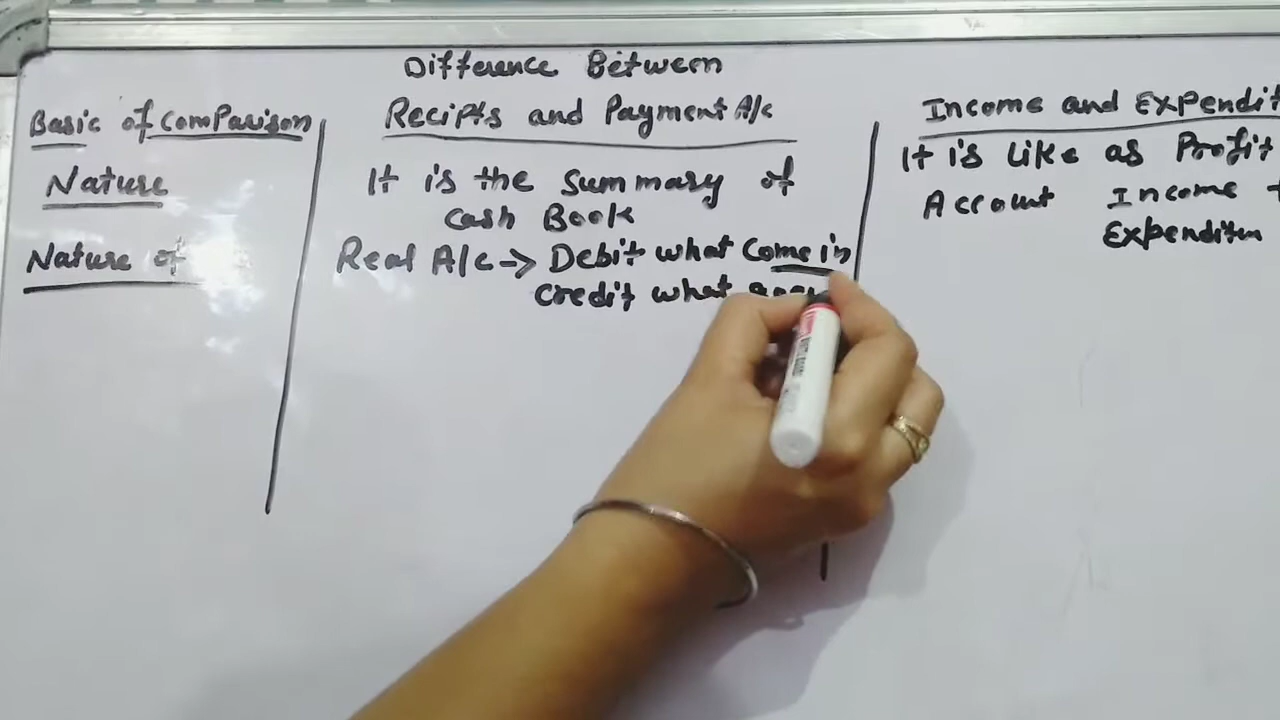 Difference Between
Basic of Comparison
Recipts and Payment A/c
Income and Expendit
Nature
It is the Summary of
Cash Book
It is Like as Profit
Account Income
Expenditen
Nature of
Real A/c -> Debit what Come in
Credit what